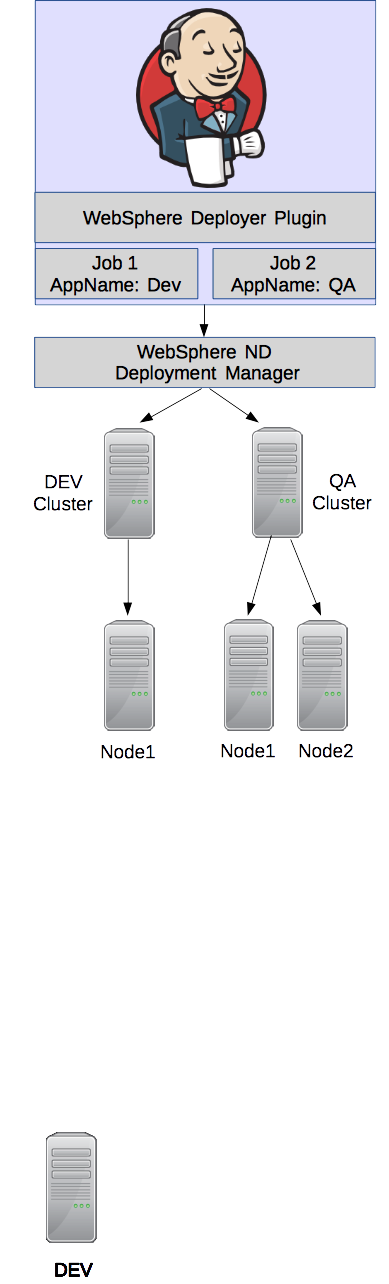 WebSphere Deployer Plugin
Job 1
AppName: Dev
Job 2
AppName: QA
WebSphere ND
Deployment Manager
DEV
Cluster
QA
Cluster
Node1
Node1
Node2
DEV